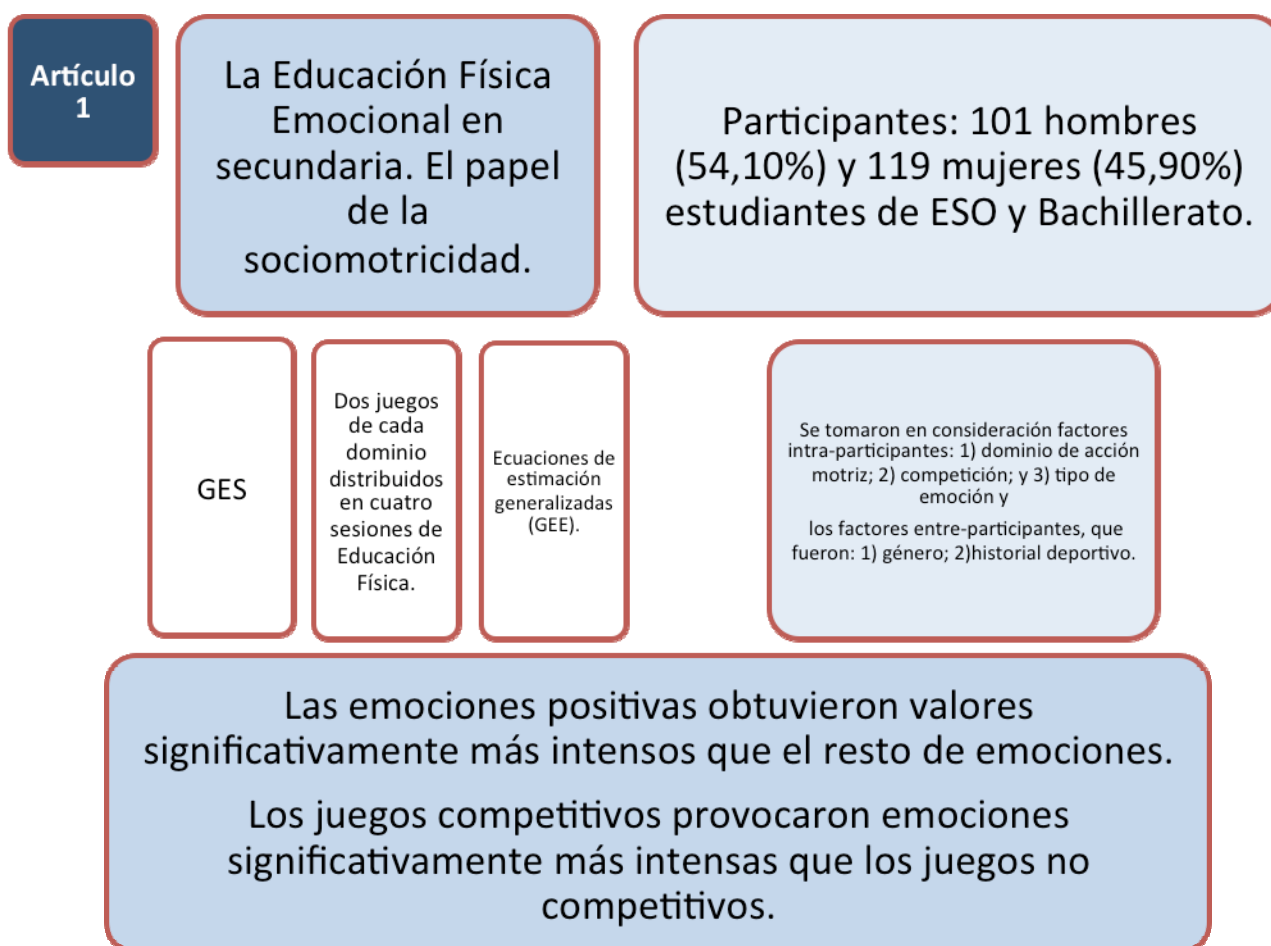 Artículo
1
La Educación Física
Emocional en
secundaria. El papel
de la
sociomotricidad.
Participantes: 101 hombres
(54,10%) y 119 mujeres (45,90%)
estudiantes de ESO y Bachillerato.
GES
Dos juegos
de cada
dominio
distribuidos
en cuatro
sesiones de
Educación
Física.
Ecuaciones de
estimación
generalizadas
(GEE).
Se tomaron en consideración factores
intra-participantes: 1) dominio de acción
motriz; 2) competición; y 3) tipo de
emoción y
los factores entre-participantes, que
fueron: 1) género; 2)historial deportivo.
Las emociones positivas obtuvieron valores
significativamente más intensos que el resto de emociones.
Los juegos competitivos provocaron emociones
significativamente más intensas que los juegos no
competitivos.